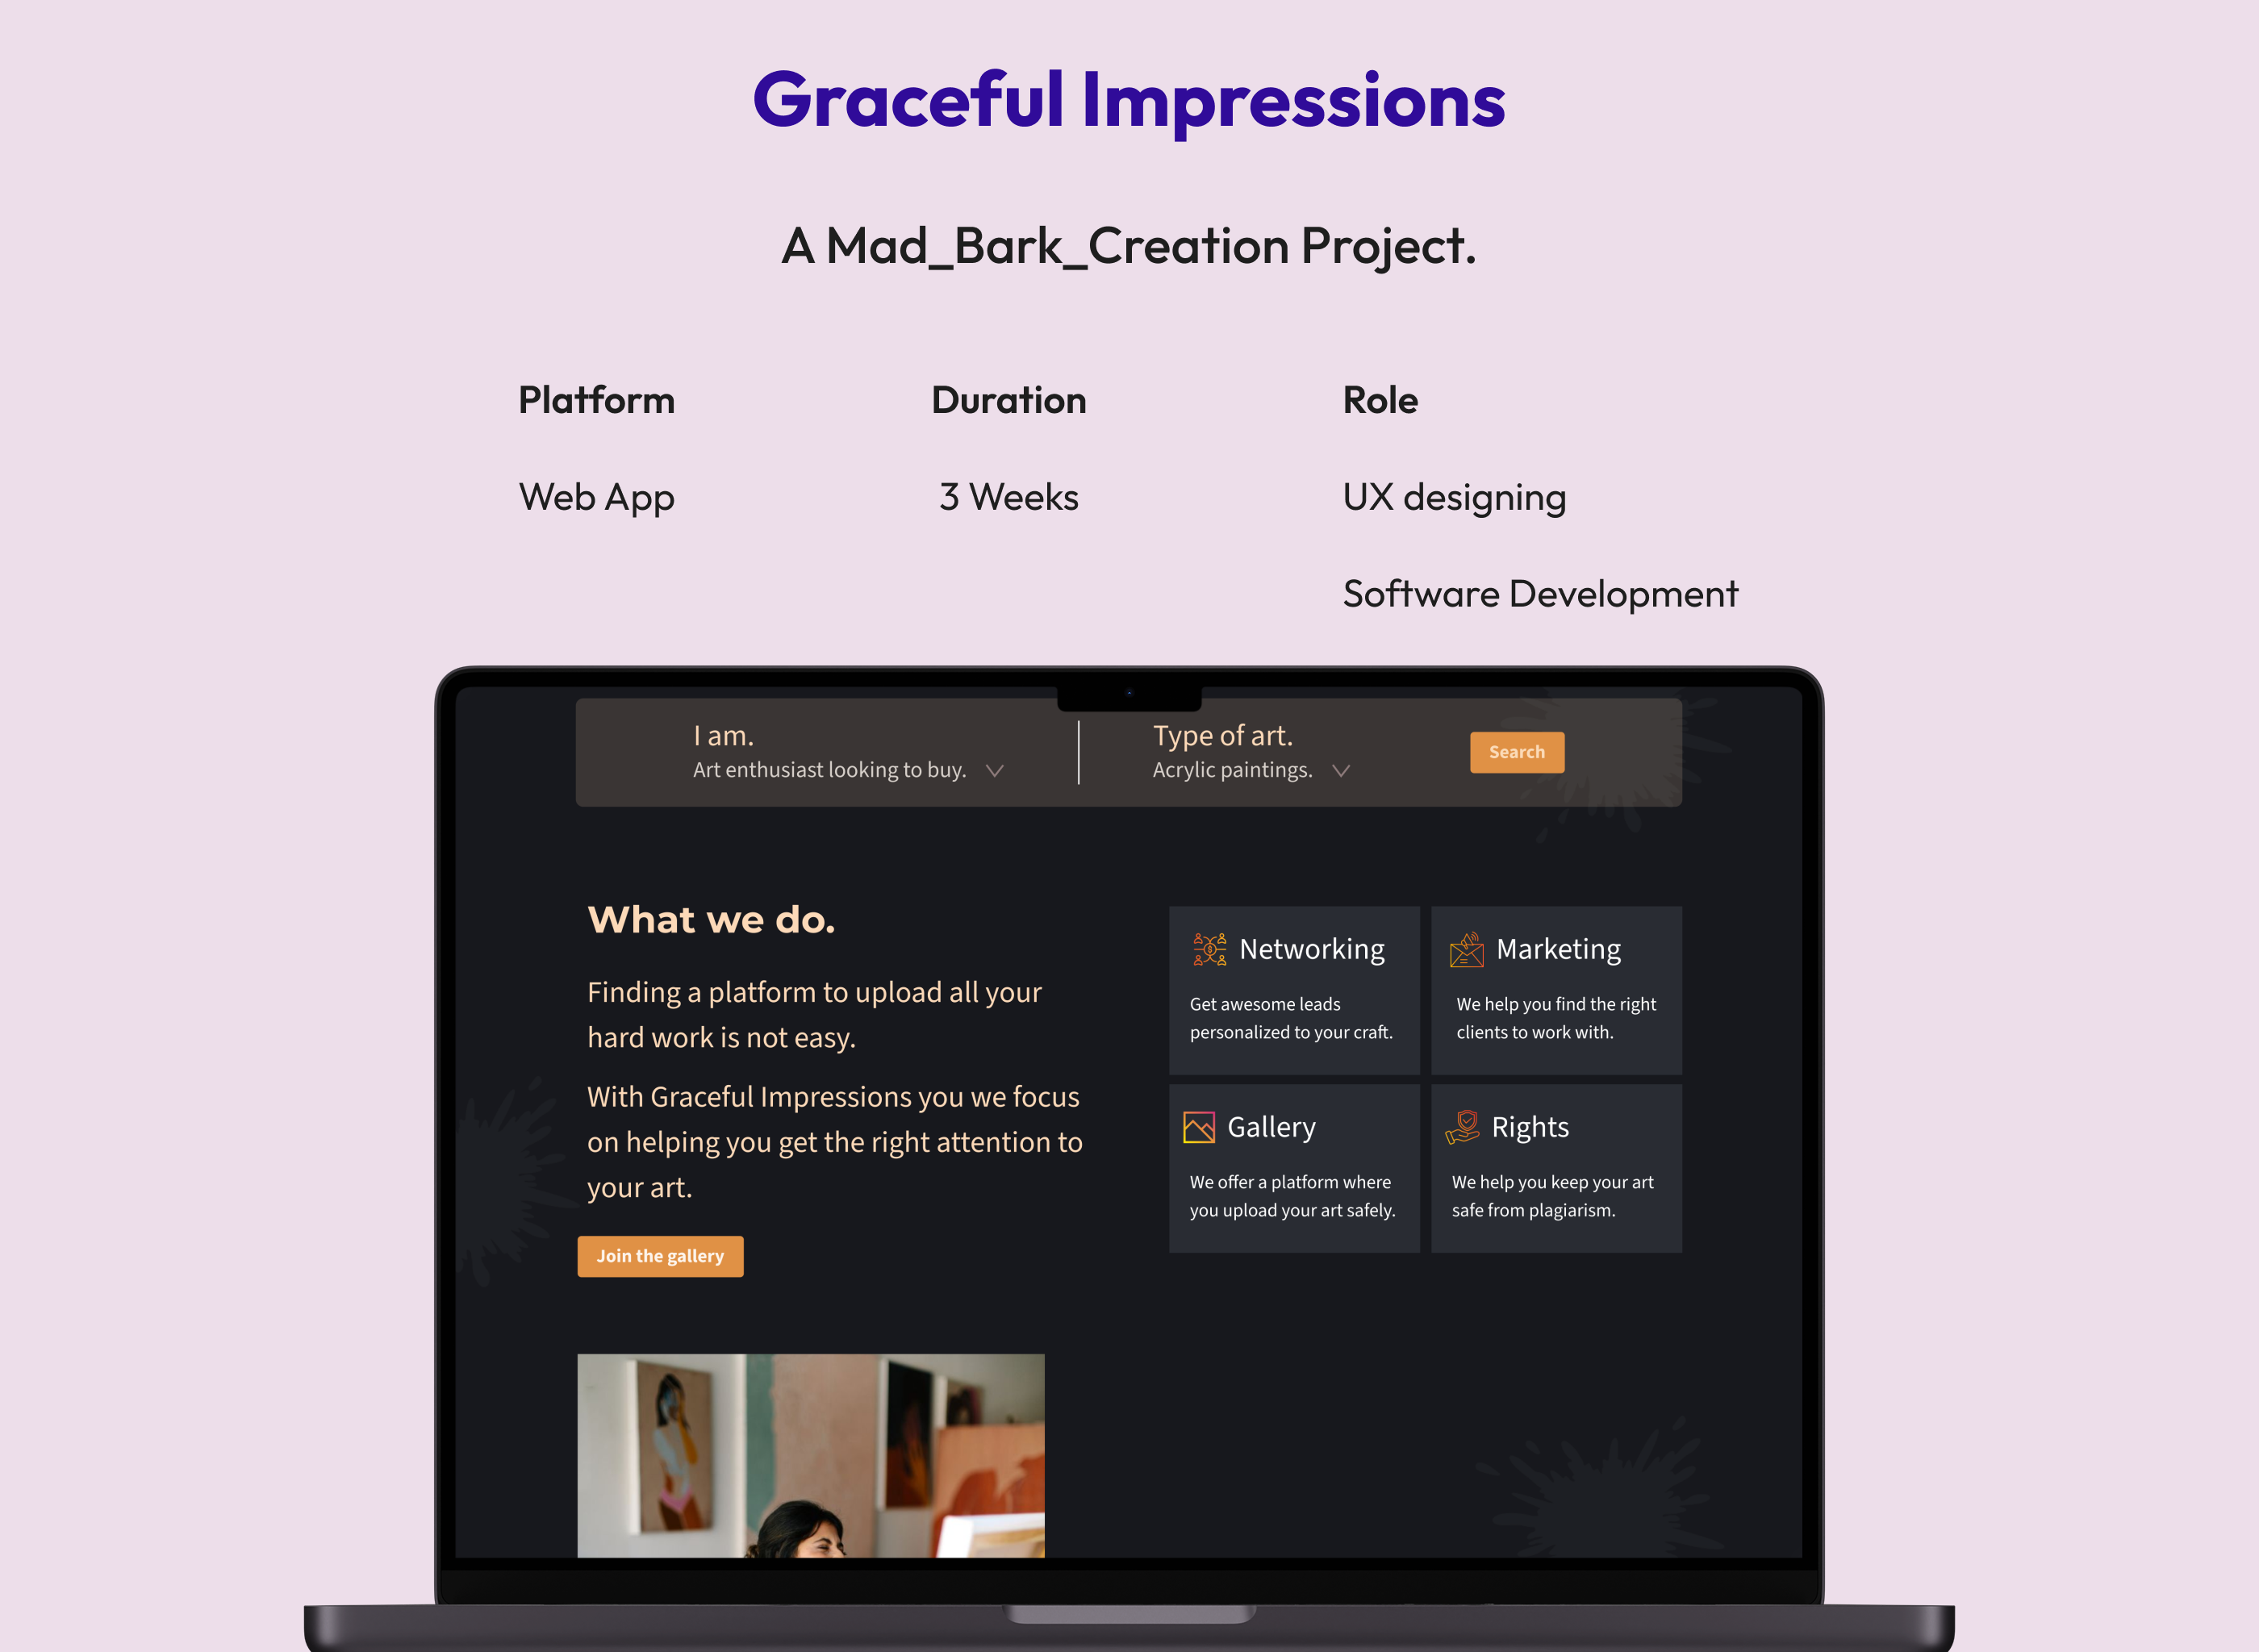 Graceful Impressions
A Mad_Bark_Creation Project.
Platform
Web App
Duration
3 Weeks
Role
UX designing
Software Development
I am.
Art enthusiast looking to buy.
Type of art.
Acrylic paintings.
Search
What we do.
Finding a platform to upload all your
hard work is not easy.
With Graceful Impressions you we focus
on helping you get the right attention to
your art.
Join the gallery
Networking
Get awesome leads
personalized to your craft.
Marketing
We help you find the right
clients to work with.
Gallery
We offer a platform where
you upload your art safely.
Rights
We help you keep your art
safe from plagiarism.